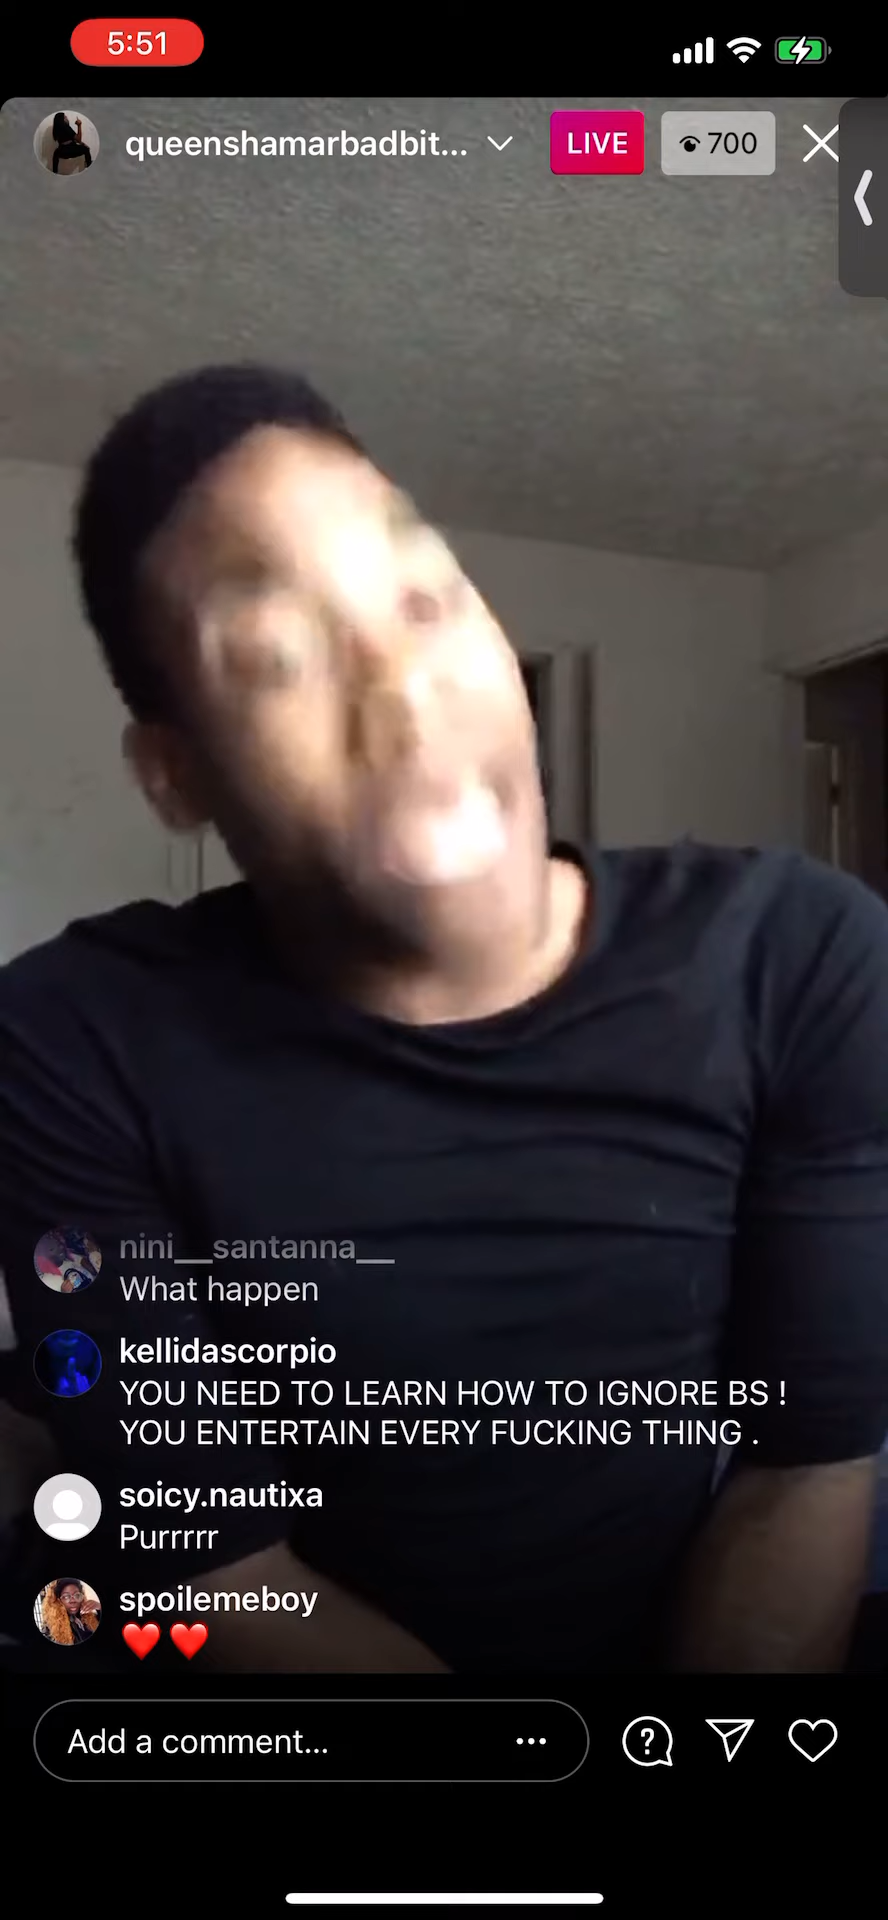 5:51
queenshamarbadbit...
LIVE
700
nini__santanna__
What happen
kellidascorpio
YOU NEED TO LEARN HOW TO IGNORE BS !
YOU ENTERTAIN EVERY FUCKING THING .
soicy.nautixa
Purrrrr
spoilemeboy
❤️❤️
Add a comment...